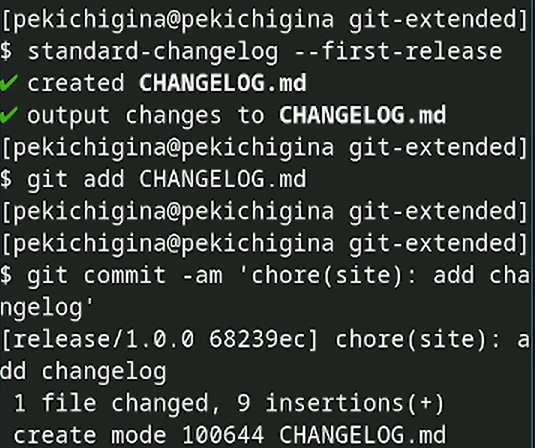 [pekichigina@pekichigina git-extended]
$ standard-changelog --first-release
✔ created CHANGELOG.md
✔ output changes to CHANGELOG.md
[pekichigina@pekichigina git-extended]
$ git add CHANGELOG.md
[pekichigina@pekichigina git-extended]
[pekichigina@pekichigina git-extended]
$ git commit -am 'chore(site): add cha
ngelog'
[release/1.0.0 68239ec] chore(site): a
dd changelog
 1 file changed, 9 insertions(+)
 create mode 100644 CHANGELOG.md